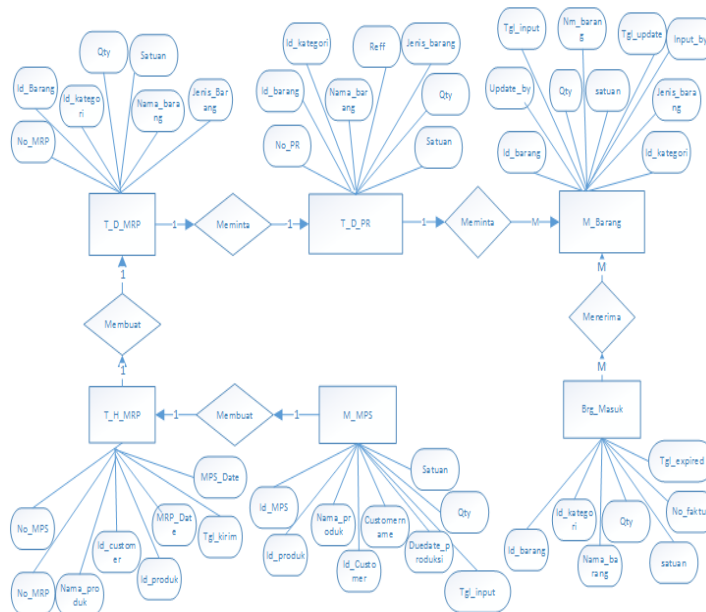 Qty
Satuan
Id_Barang
Id_kategori
Nama_barang
Jenis_Barang
No_MRP
Id_kategori
Reff
Jenis_barang
Id_barang
Nama_barang
Qty
No_PR
Satuan
Tgl_input
Nm_barang
Tgl_update
Input_by
Update_by
Qty
satuan
Jenis_barang
Id_barang
Id_kategori
T_D_MRP
1
Meminta
1
T_D_PR
1
Meminta
M
M_Barang
1
Membuat
1
M
Menerima
M
T_H_MRP
1
Membuat
1
M_MPS
Brg_Masuk
MPS_Date
No_MPS
Id_customer
MRP_Date
Tgl_kirim
No_MRP
Nama_produk
Id_produk
Satuan
Id_MPS
Nama_produk
Customername
Qty
Id_produk
Id_Customer
Duedate_produksi
Tgl_input
Tgl_expired
Id_kategori
Qty
No_faktu
Id_barang
Nama_barang
satuan